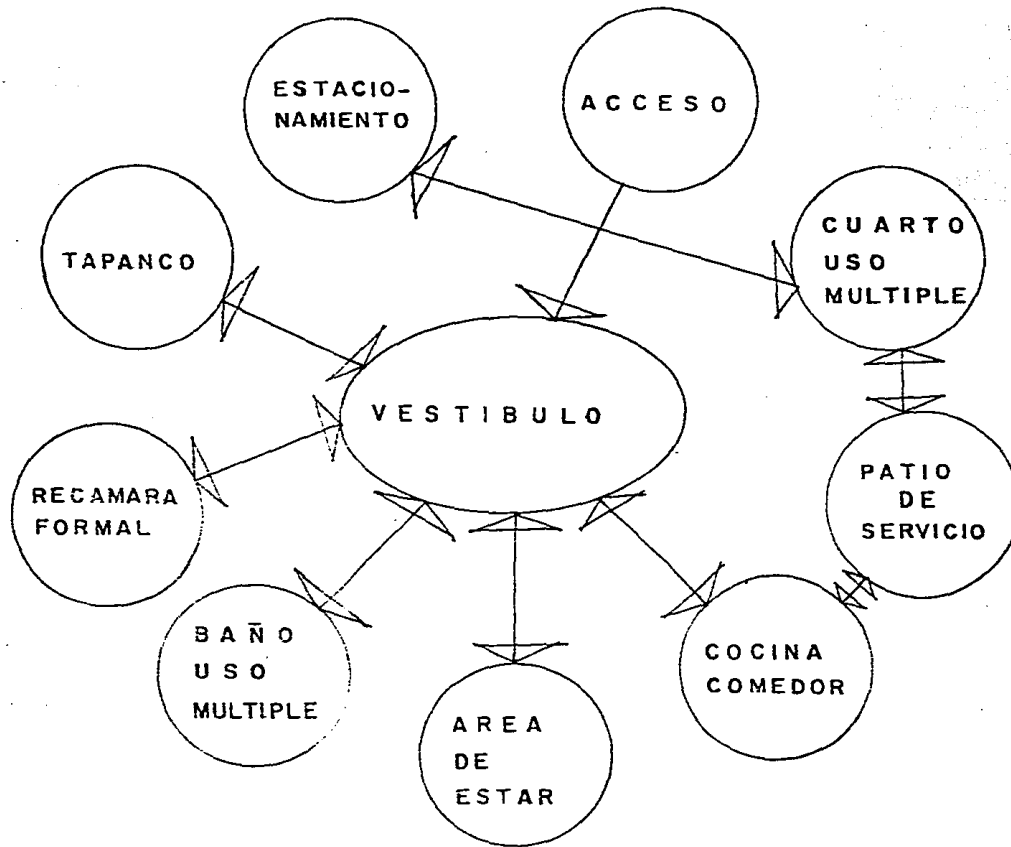 ESTACIO-
NAMIENTO
ACCESO
TAPANCO
CUARTO
USO
MULTIPLE
VESTIBULO
RECAMARA
FORMAL
PATIO
DE
SERVICIO
BAÑO
USO
MULTIPLE
AREA
DE
ESTAR
COCINA
COMEDOR